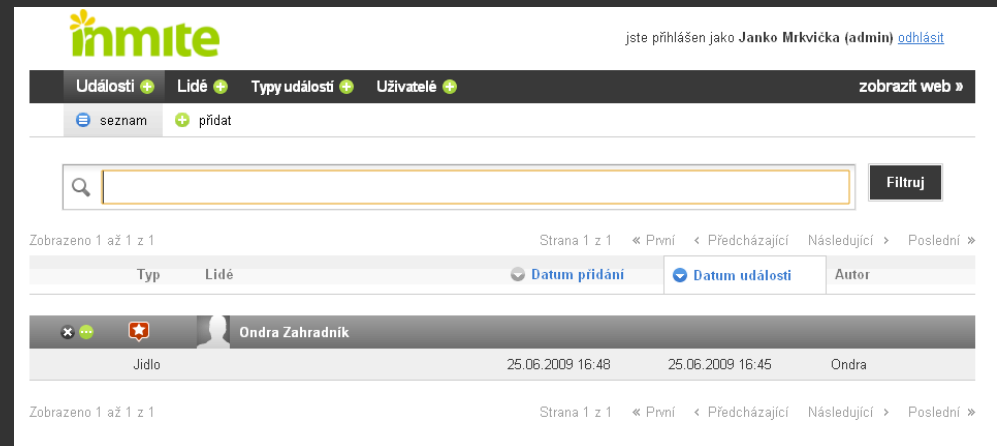 inmite
jste přihlášen jako Janko Mrkvička (admin) odhlásit
Události Lidé Typy událostí Uživatelé zobrazit web »
seznam přidat
Filtruj
Zobrazeno 1 až 1 z 1 Strana 1 z 1 « První ‹ Předcházející Následující › Poslední »
Typ Lidé Datum přidání Datum události Autor
Ondra Zahradník
Jidlo 25.06.2009 16:48 25.06.2009 16:45 Ondra
Zobrazeno 1 až 1 z 1 Strana 1 z 1 « První ‹ Předcházející Následující › Poslední »